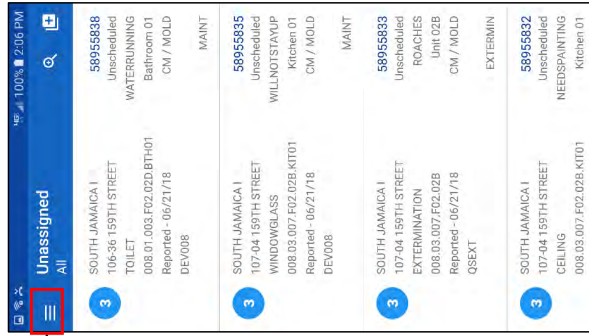 100% 2:06 PM
Unassigned
All
SOUTH JAMAICA I 58955838
106-36 159TH STREET Unscheduled
TOILET WATERRUNNING
008.01.003.F02.02D.BTH01 Bathroom 01
Reported - 06/21/18 CM / MOLD
DEV008
MAINT
3
SOUTH JAMAICA I 58955835
107-04 159TH STREET Unscheduled
WINDOWGLASS WILLNOTSTAYUP
008.03.007.F02.02B.KIT01 Kitchen 01
Reported - 06/21/18 CM / MOLD
DEV008
MAINT
3
SOUTH JAMAICA I 58955833
107-04 159TH STREET Unscheduled
EXTERMINATION ROACHES
008.03.007.F02.02B Unit 02B
Reported - 06/21/18 CM / MOLD
QSEXT
EXTERMIN
3
SOUTH JAMAICA I 58955832
107-04 159TH STREET Unscheduled
CEILING NEEDSPAINTING
008.03.007.F02.02B.KIT01 Kitchen 01
3